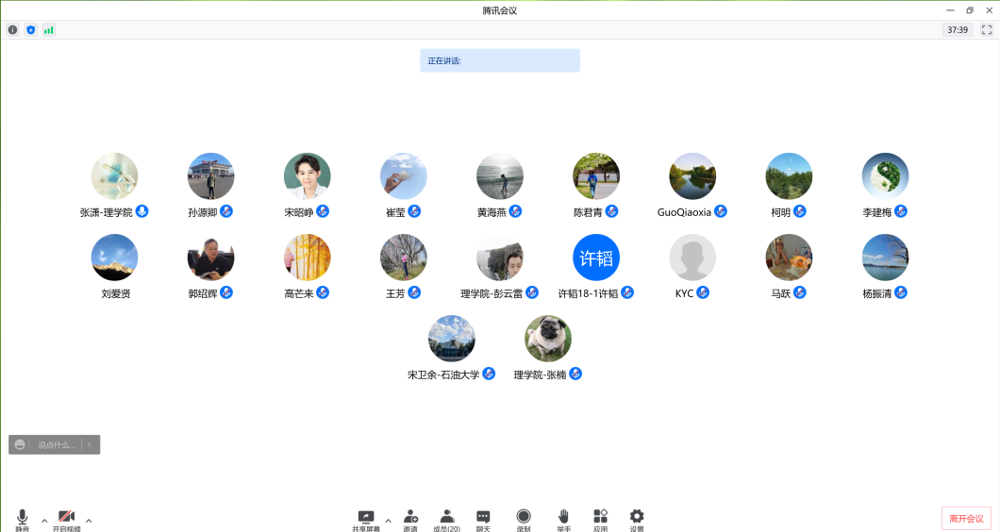 腾讯会议
37:39
正在讲话:
张潇-理学院
孙源卿
宋昭峥
崔莹
黄海燕
陈君青
GuoQiaoxia
柯明
李建梅
许韬
刘爱贤
郭绍辉
高芒来
王芳
理学院-彭云雷
许韬18-1许韬
KYC
马跃
杨振清
宋卫余-石油大学
理学院-张楠
说点什么...
静音
开启视频
共享屏幕
邀请
成员(20)
聊天
录制
举手
应用
设置
离开会议